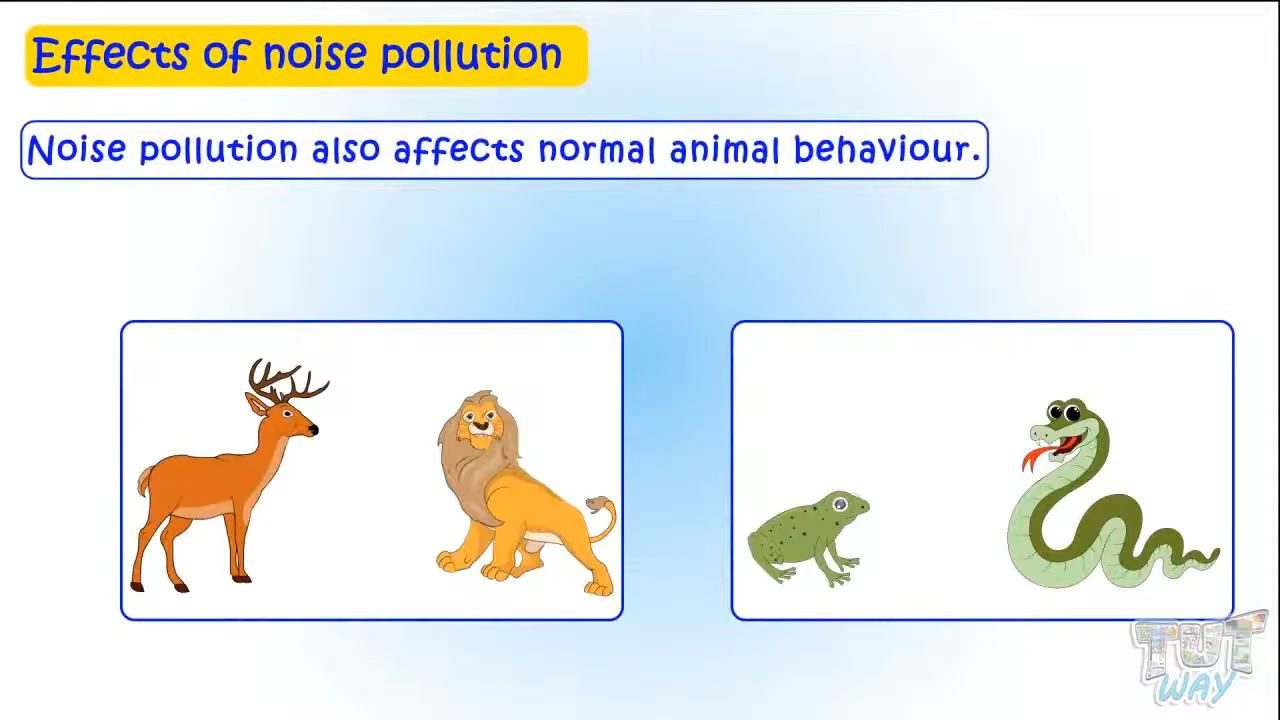 Effects of noise pollution
Noise pollution also affects normal animal behaviour.
TUT
WAY